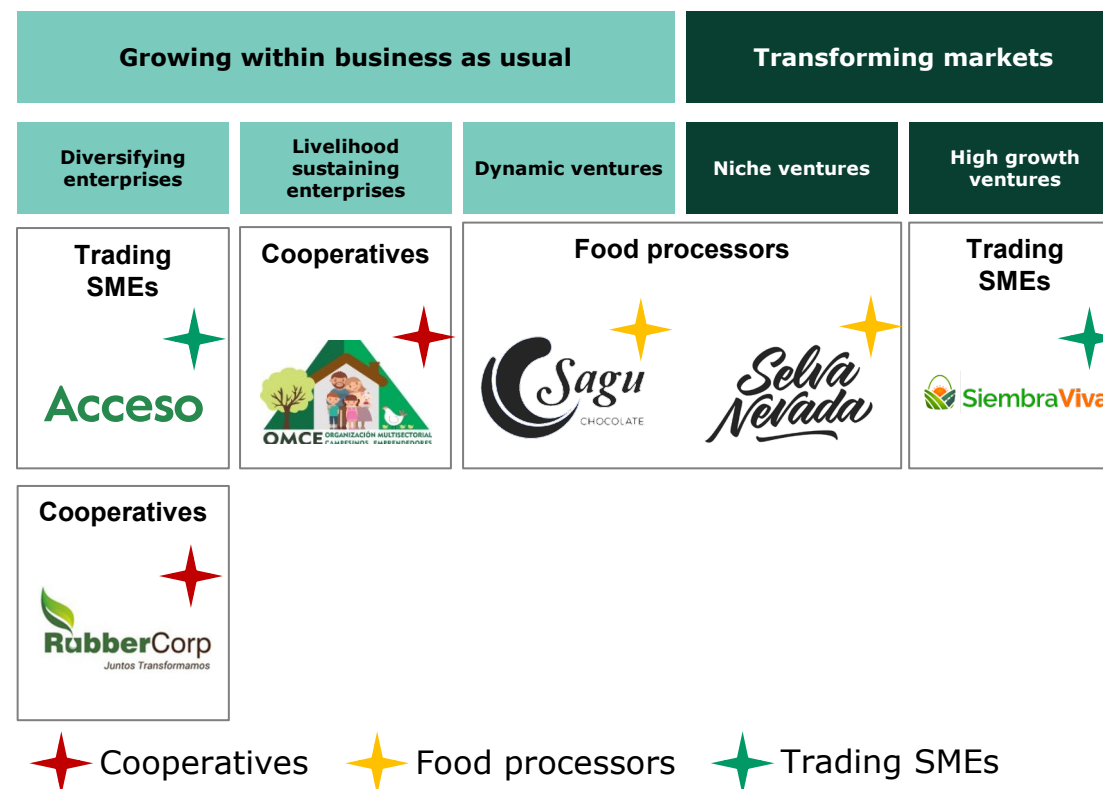 Growing within business as usual
Transforming markets
Diversifying
enterprises
Livelihood
sustaining
enterprises
Dynamic ventures
Niche ventures
High growth
ventures
Trading
SMEs
Acceso
Cooperatives
OMCE ORGANIZACIÓN MULTISECTORIAL
CAMPESINOS EMPRENDEDORES
Food processors
Sagu
CHOCOLATE
Selva
Nevada
Trading
SMEs
SiembraViva
Cooperatives
RubberCorp
Juntos Transformamos
Cooperatives
Food processors
Trading SMEs